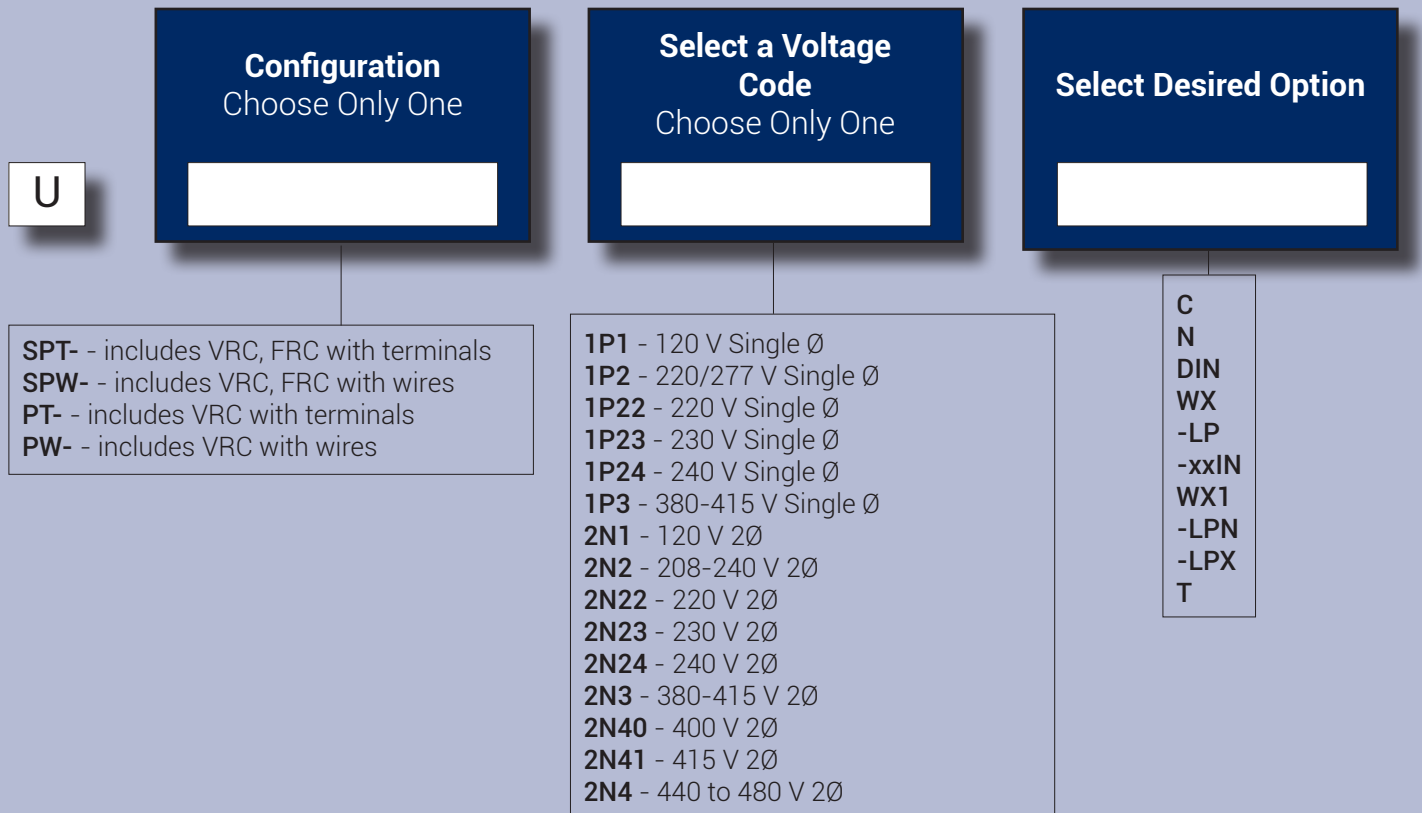 U
Configuration
Choose Only One
Select a Voltage
Code
Choose Only One
Select Desired Option
SPT- - includes VRC, FRC with terminals
SPW- - includes VRC, FRC with wires
PT- - includes VRC with terminals
PW- - includes VRC with wires
1P1 - 120 V Single Ø
1P2 - 220/277 V Single Ø
1P22 - 220 V Single Ø
1P23 - 230 V Single Ø
1P24 - 240 V Single Ø
1P3 - 380-415 V Single Ø
2N1 - 120 V 2Ø
2N2 - 208-240 V 2Ø
2N22 - 220 V 2Ø
2N23 - 230 V 2Ø
2N24 - 240 V 2Ø
2N3 - 380-415 V 2Ø
2N40 - 400 V 2Ø
2N41 - 415 V 2Ø
2N4 - 440 to 480 V 2Ø
C
N
DIN
WX
-LP
-xxIN
WX1
-LPN
-LPX
T